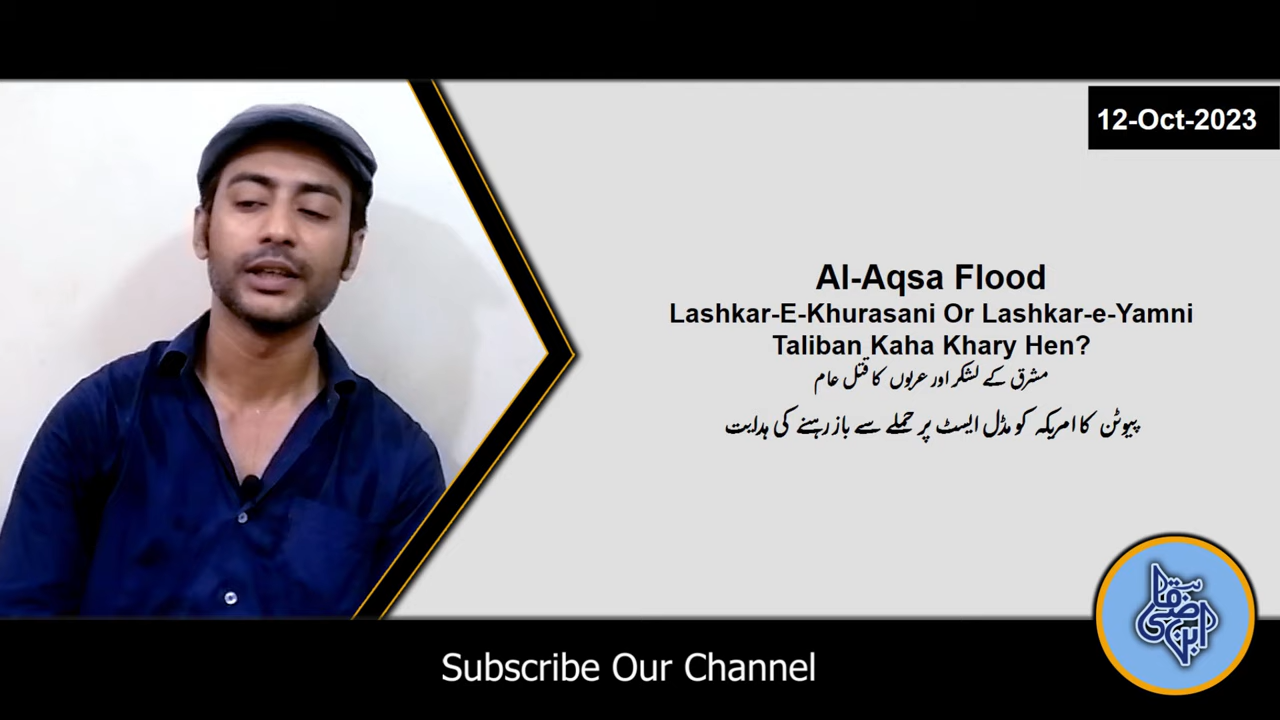 12-Oct-2023
Al-Aqsa Flood
Lashkar-E-Khurasani Or Lashkar-e-Yamni
Taliban Kaha Khary Hen?
مشرق کے لشکر اور عربوں کا قتل عام
پیوٹن کا امریکہ کو مڈل ایسٹ پر حملے سے باز رہنے کی ہدایت
Subscribe Our Channel